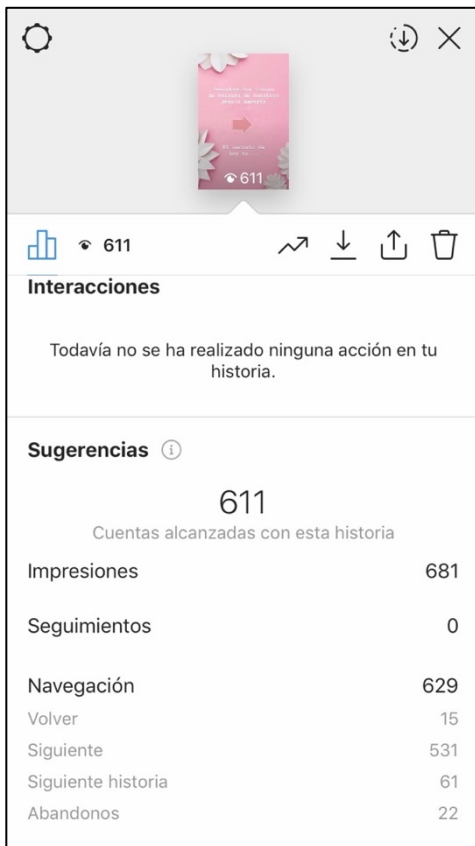 611
611
Interacciones
Todavía no se ha realizado ninguna acción en tu
historia.
Sugerencias
611
Cuentas alcanzadas con esta historia
Impresiones 681
Seguimientos 0
Navegación 629
Volver 15
Siguiente 531
Siguiente historia 61
Abandonos 22